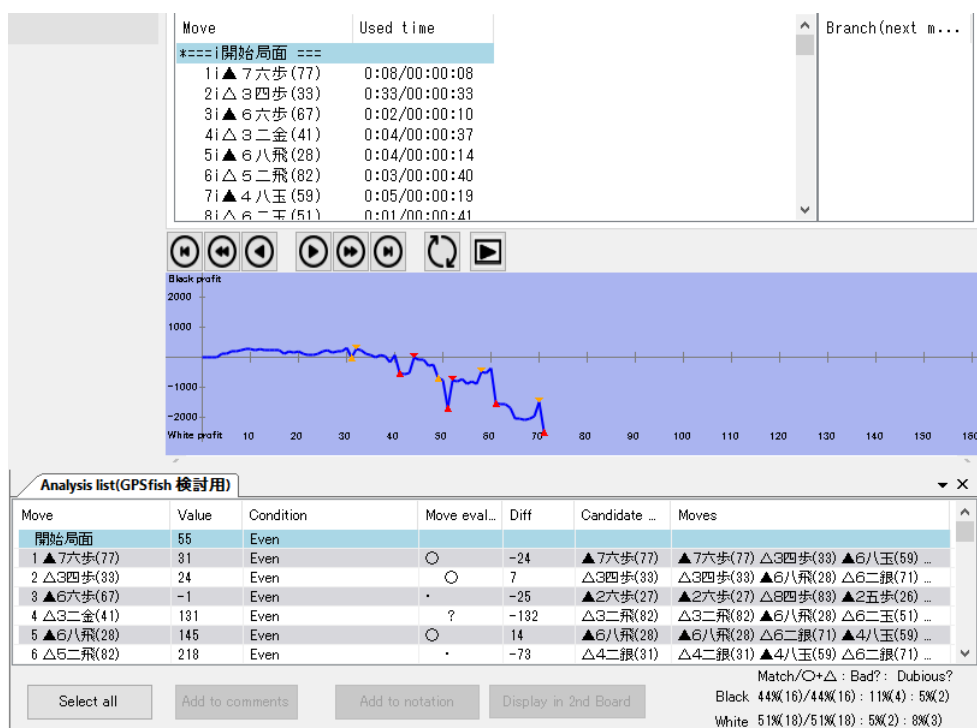 Move Used time Branch(next m...
*===i開始局面 ===
1i▲７六歩(77) 0:08/00:00:08
2i△３四歩(33) 0:33/00:00:33
3i▲６六歩(67) 0:02/00:00:10
4i△３二金(41) 0:04/00:00:37
5i▲６八飛(28) 0:04/00:00:14
6i△５二飛(82) 0:03/00:00:40
7i▲４八玉(59) 0:05/00:00:19
8i△６二玉(51) 0:01/00:00:41
Black profit
2000
1000
-1000
-2000
White profit 10 20 30 40 50 60 70 80 90 100 110 120 130 140 150 160
Analysis list(GPSfish 検討用)
Move Value Condition Move eval... Diff Candidate ... Moves
開始局面 55 Even
1 ▲7六歩(77) 31 Even ○ -24 ▲7六歩(77) ▲7六歩(77) △3四歩(33) ▲6八玉(59) ...
2 △3四歩(33) 24 Even ○ 7 △3四歩(33) △3四歩(33) ▲6八飛(28) △6二銀(71) ...
3 ▲6六歩(67) -1 Even ・ -25 ▲2六歩(27) ▲2六歩(27) △8四歩(83) ▲2五歩(26) ...
4 △3二金(41) 131 Even ? -132 △3二飛(82) △3二飛(82) ▲6八飛(28) △6二玉(51) ...
5 ▲6八飛(28) 145 Even ○ 14 ▲6八飛(28) ▲6八飛(28) △6二銀(71) ▲4八玉(59) ...
6 △5二飛(82) 218 Even ・ -73 △4二銀(31) △4二銀(31) ▲4八玉(59) △6二銀(71) ...
Match/○+△ : Bad? : Dubious?
Select all Add to comments Add to notation Display in 2nd Board Black 44%(16)/44%(16) : 11%(4) : 5%(2)
White 51%(18)/51%(18) : 5%(2) : 8%(3)